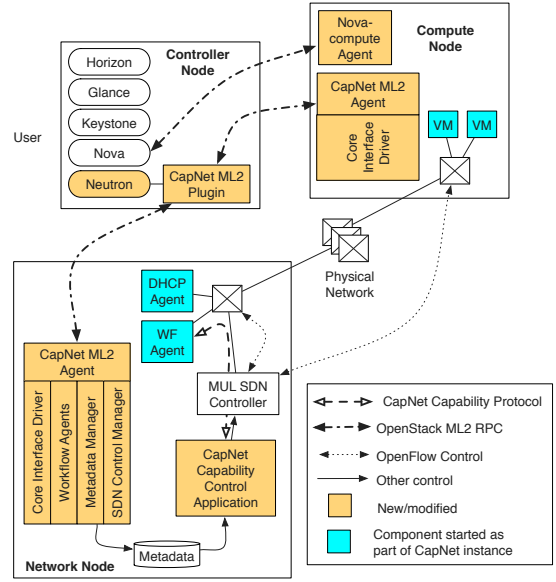 Controller
Node
Horizon
Glance
Keystone
Nova
Neutron
CapNet ML2
Plugin
User
Nova-
compute
Agent
Compute
Node
CapNet ML2
Agent
Core
Interface
Driver
VM
VM
Physical
Network
DHCP
Agent
WF
Agent
CapNet ML2
Agent
Core Interface Driver
Workflow Agents
Metadata Manager
SDN Control Manager
MUL SDN
Controller
CapNet
Capability
Control
Application
Metadata
Network Node
CapNet Capability Protocol
OpenStack ML2 RPC
OpenFlow Control
Other control
New/modified
Component started as
part of CapNet instance